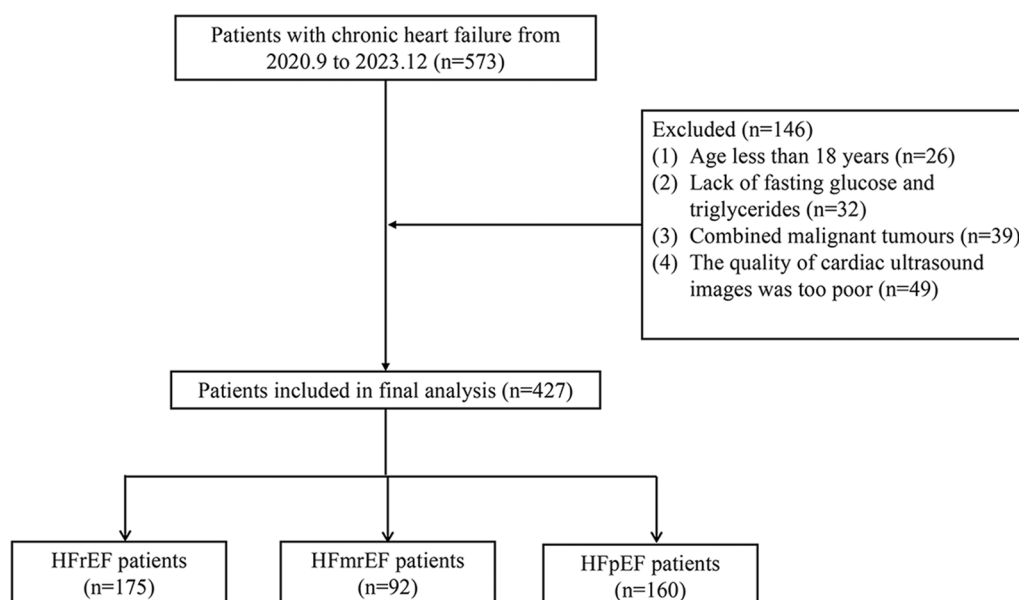 Patients with chronic heart failure from
2020.9 to 2023.12 (n=573)
Excluded (n=146)
(1) Age less than 18 years (n=26)
(2) Lack of fasting glucose and
triglycerides (n=32)
(3) Combined malignant tumours (n=39)
(4) The quality of cardiac ultrasound
images was too poor (n=49)
Patients included in final analysis (n=427)
HFrEF patients
(n=175)
HFmrEF patients
(n=92)
HFpEF patients
(n=160)